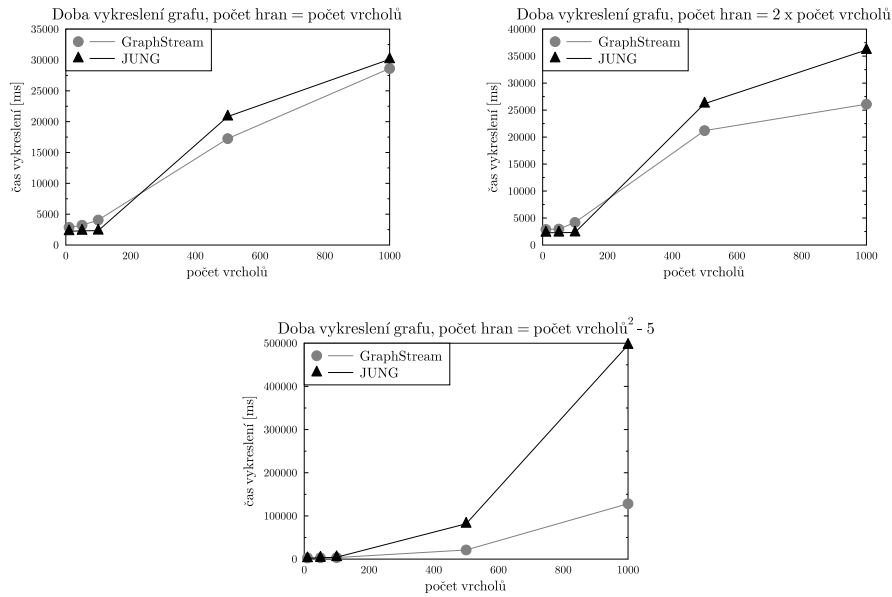 Doba vykreslení grafu, počet hran = počet vrcholů
35000
30000
25000
20000
15000
10000
5000
0
čas vykreslení [ms]
GraphStream
JUNG
0 200 400 600 800 1000
počet vrcholů
Doba vykreslení grafu, počet hran = 2 x počet vrcholů
40000
35000
30000
25000
20000
15000
10000
5000
0
čas vykreslení [ms]
GraphStream
JUNG
0 200 400 600 800 1000
počet vrcholů
Doba vykreslení grafu, počet hran = počet vrcholů² - 5
500000
400000
300000
200000
100000
0
čas vykreslení [ms]
GraphStream
JUNG
0 200 400 600 800 1000
počet vrcholů